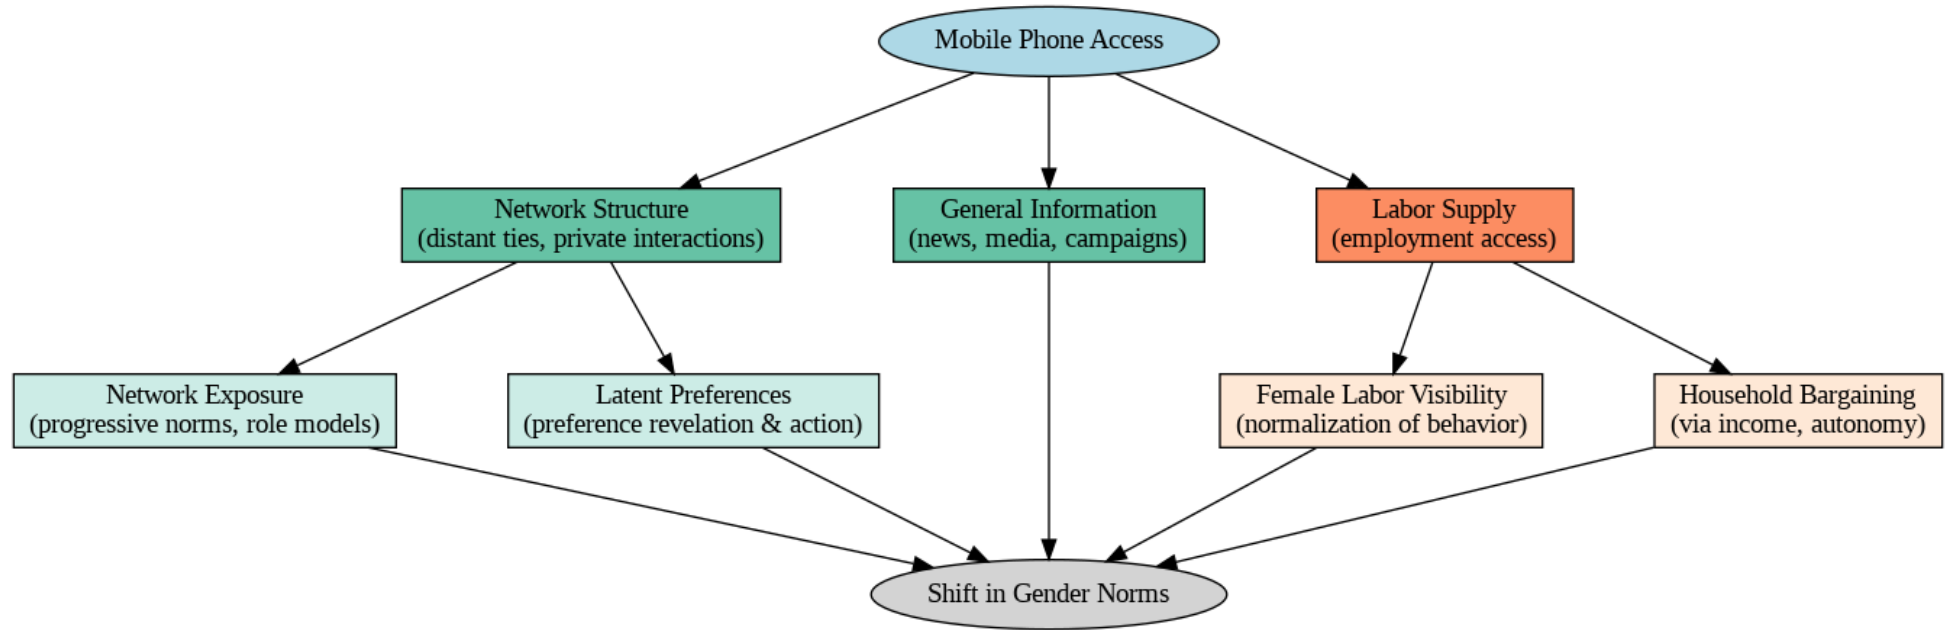 Mobile Phone Access
Network Structure
(distant ties, private interactions)
General Information
(news, media, campaigns)
Labor Supply
(employment access)
Network Exposure
(progressive norms, role models)
Latent Preferences
(preference revelation & action)
Female Labor Visibility
(normalization of behavior)
Household Bargaining
(via income, autonomy)
Shift in Gender Norms